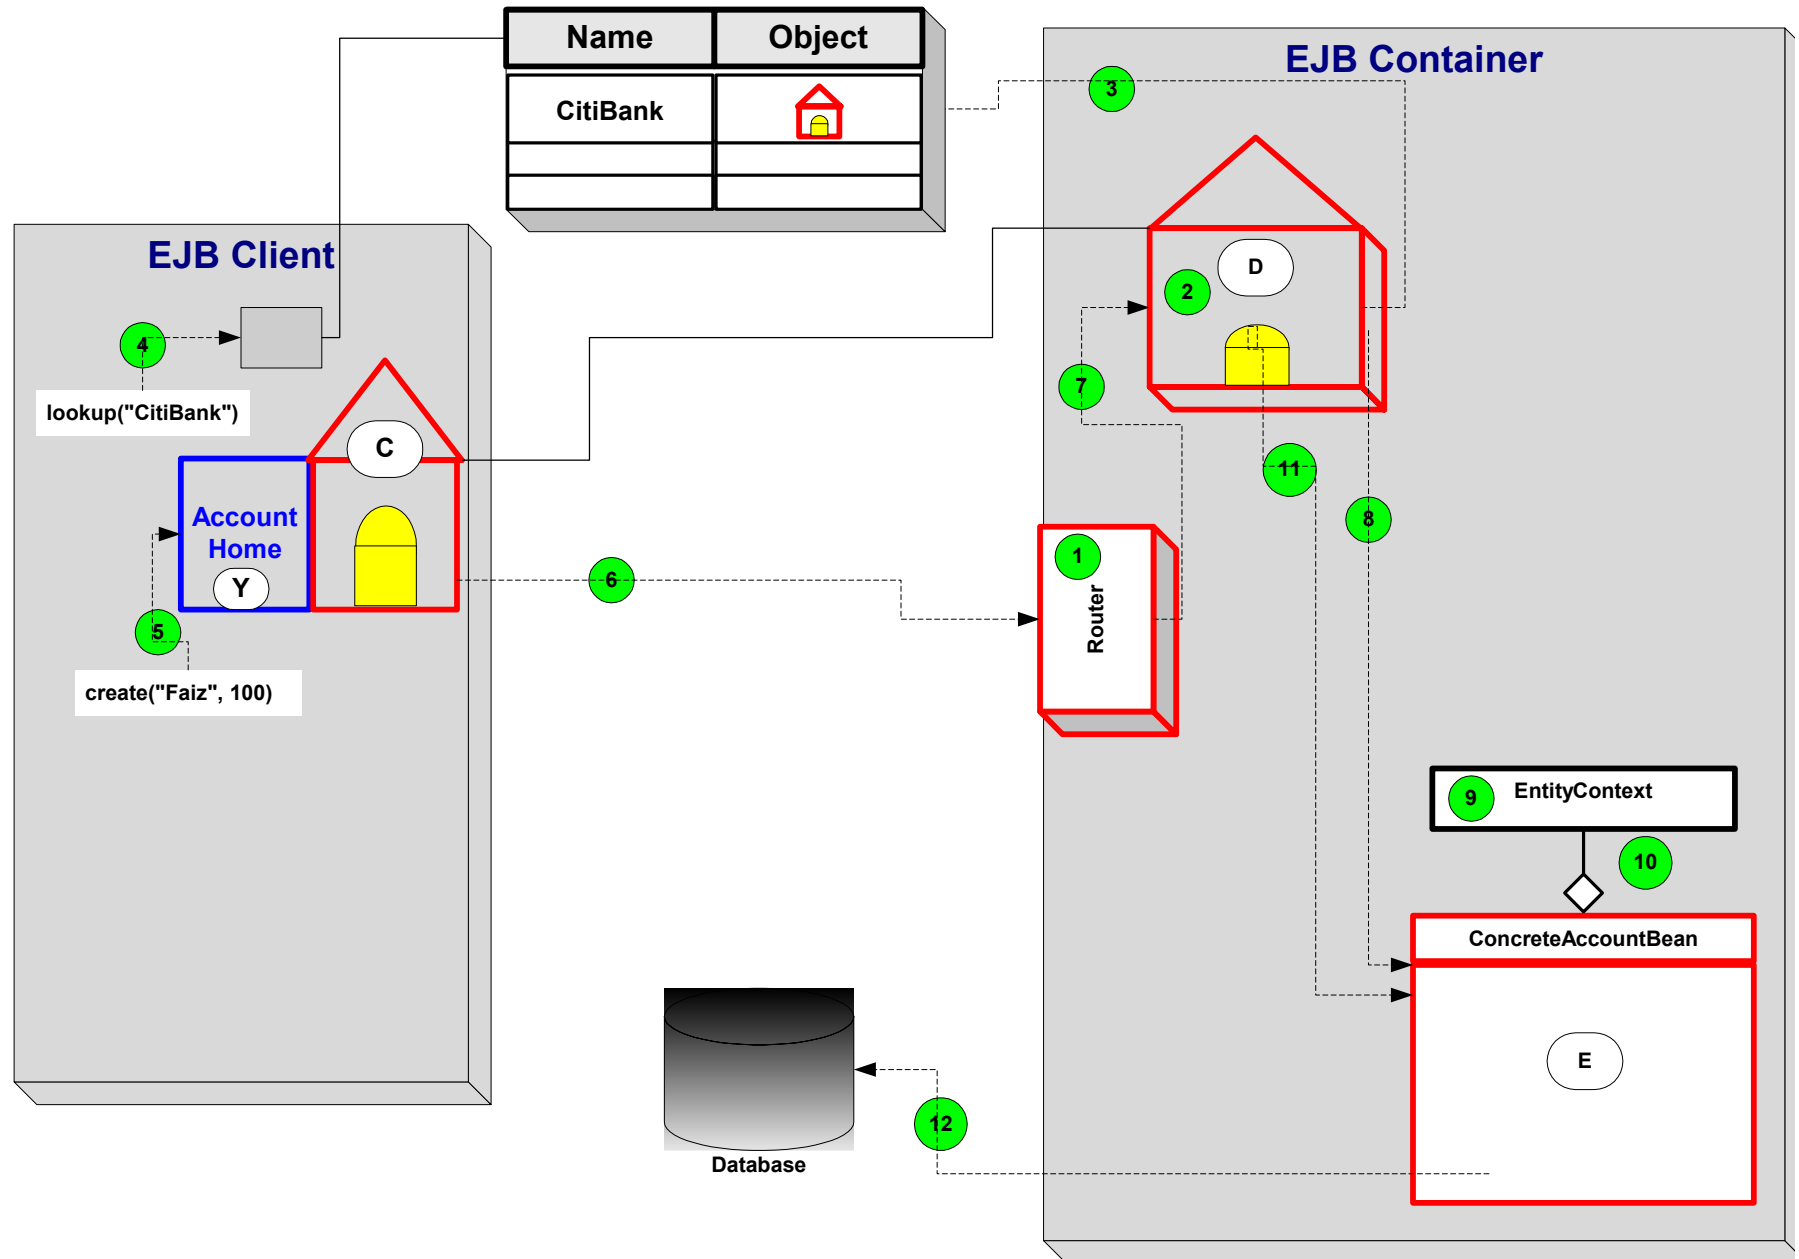 Name
Object
CitiBank
EJB Container
3
D
2
EJB Client
4
lookup("CitiBank")
C
7
11
8
Account
Home
Y
5
create("Faiz", 100)
6
1
Router
9
EntityContext
10
ConcreteAccountBean
E
12
Database